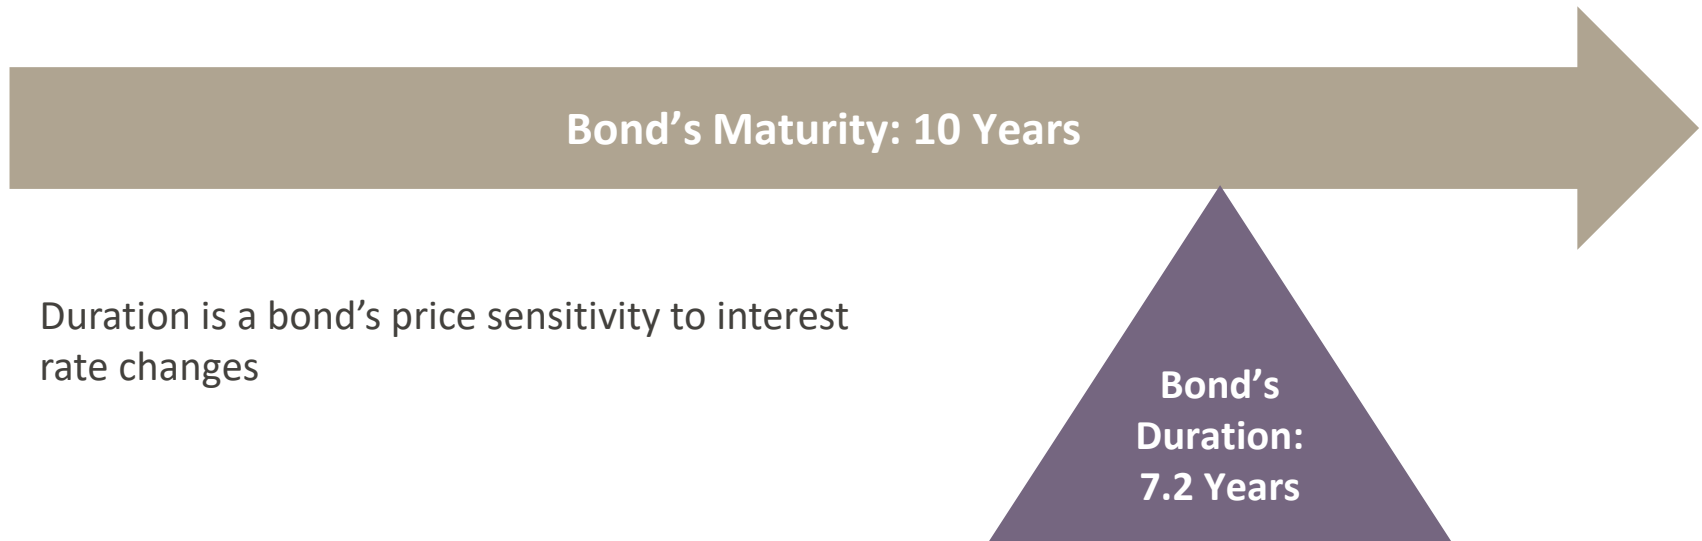 Bond’s Maturity: 10 Years
Duration is a bond’s price sensitivity to interest
rate changes
Bond’s
Duration:
7.2 Years